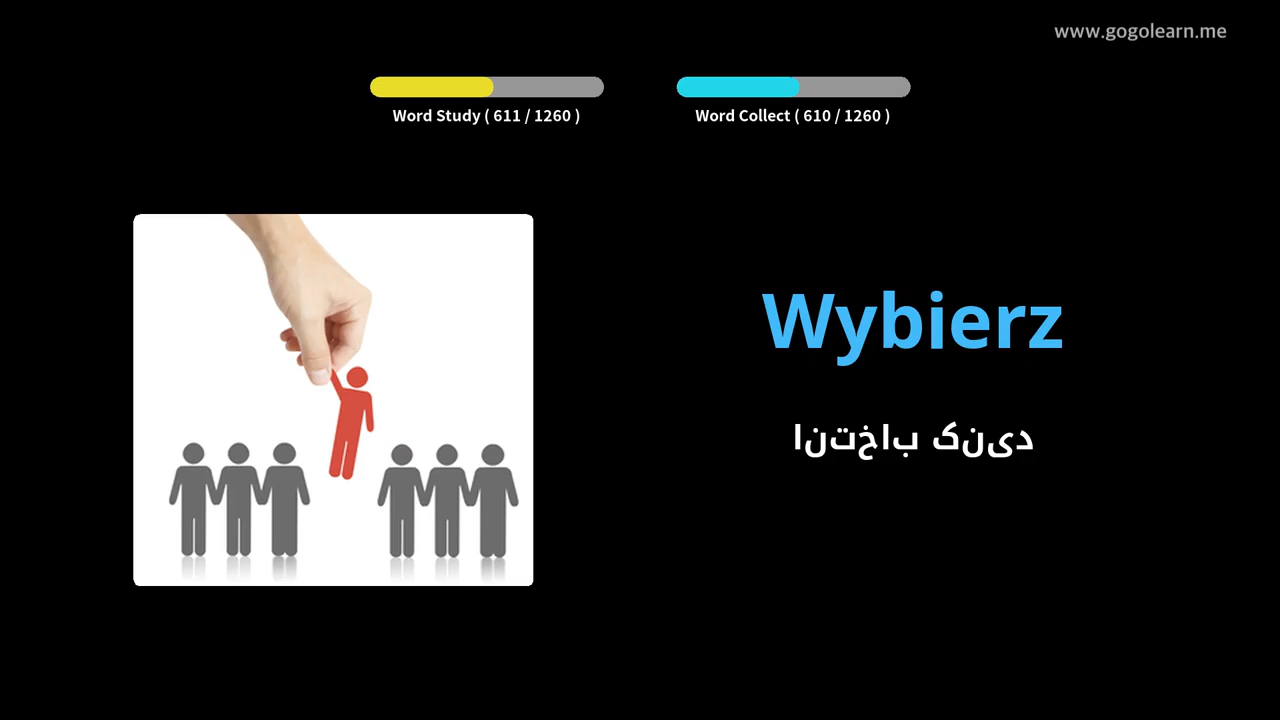 www.gogolearn.me
Word Study ( 611 / 1260 )
Word Collect ( 610 / 1260 )
Wybierz
انتخاب کنید